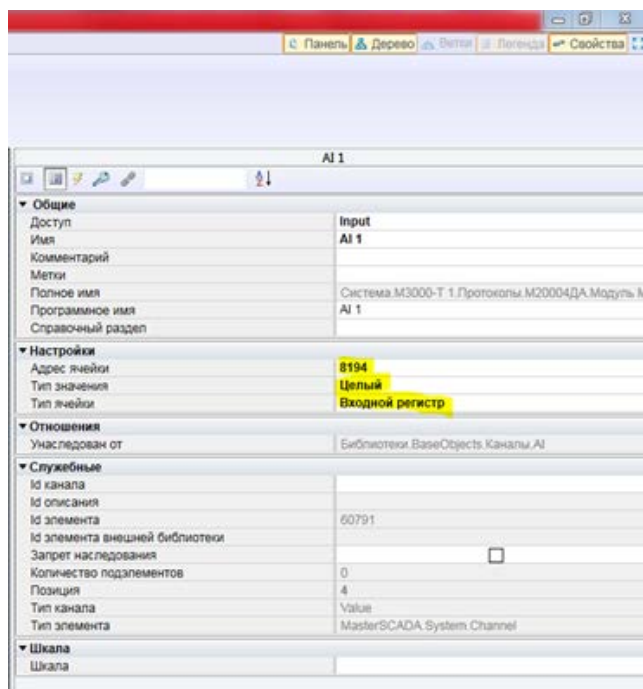 Панель Дерево Ветки Легенда Свойства
AI 1
Общие
Доступ Input
Имя AI 1
Комментарий
Метки
Полное имя Система.М3000-Т 1.Протоколы.М20004ДА.Модуль
Программное имя AI 1
Справочный раздел
Настройки
Адрес ячейки 8194
Тип значения Целый
Тип ячейки Входной регистр
Отношения
Унаследован от Библиотеки.BaseObjects.Каналы.AI
Служебные
Id канала
Id описания
Id элемента 60791
Id элемента внешней библиотеки
Запрет наследования
Количество подэлементов 0
Позиция 4
Тип канала Value
Тип элемента MasterSCADA.System.Channel
Шкала
Шкала